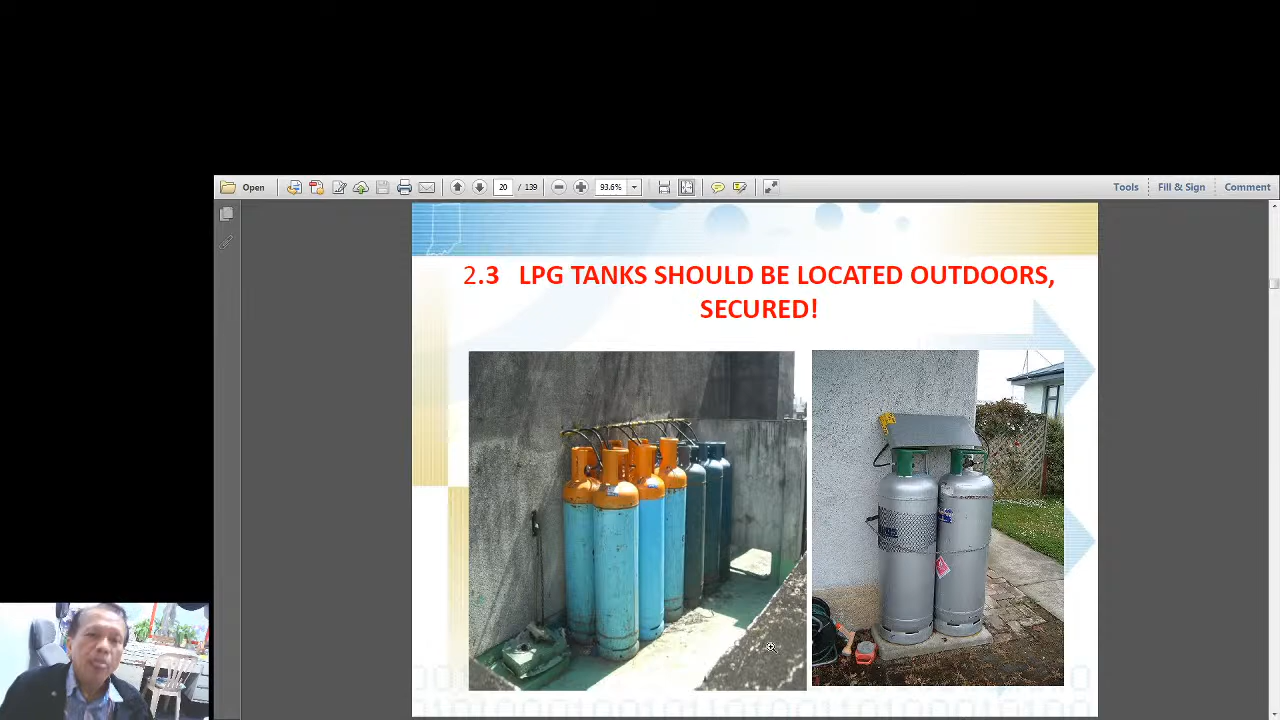 Open
20 / 139
93.6%
Tools
Fill & Sign
Comment
2.3 LPG TANKS SHOULD BE LOCATED OUTDOORS,
SECURED!